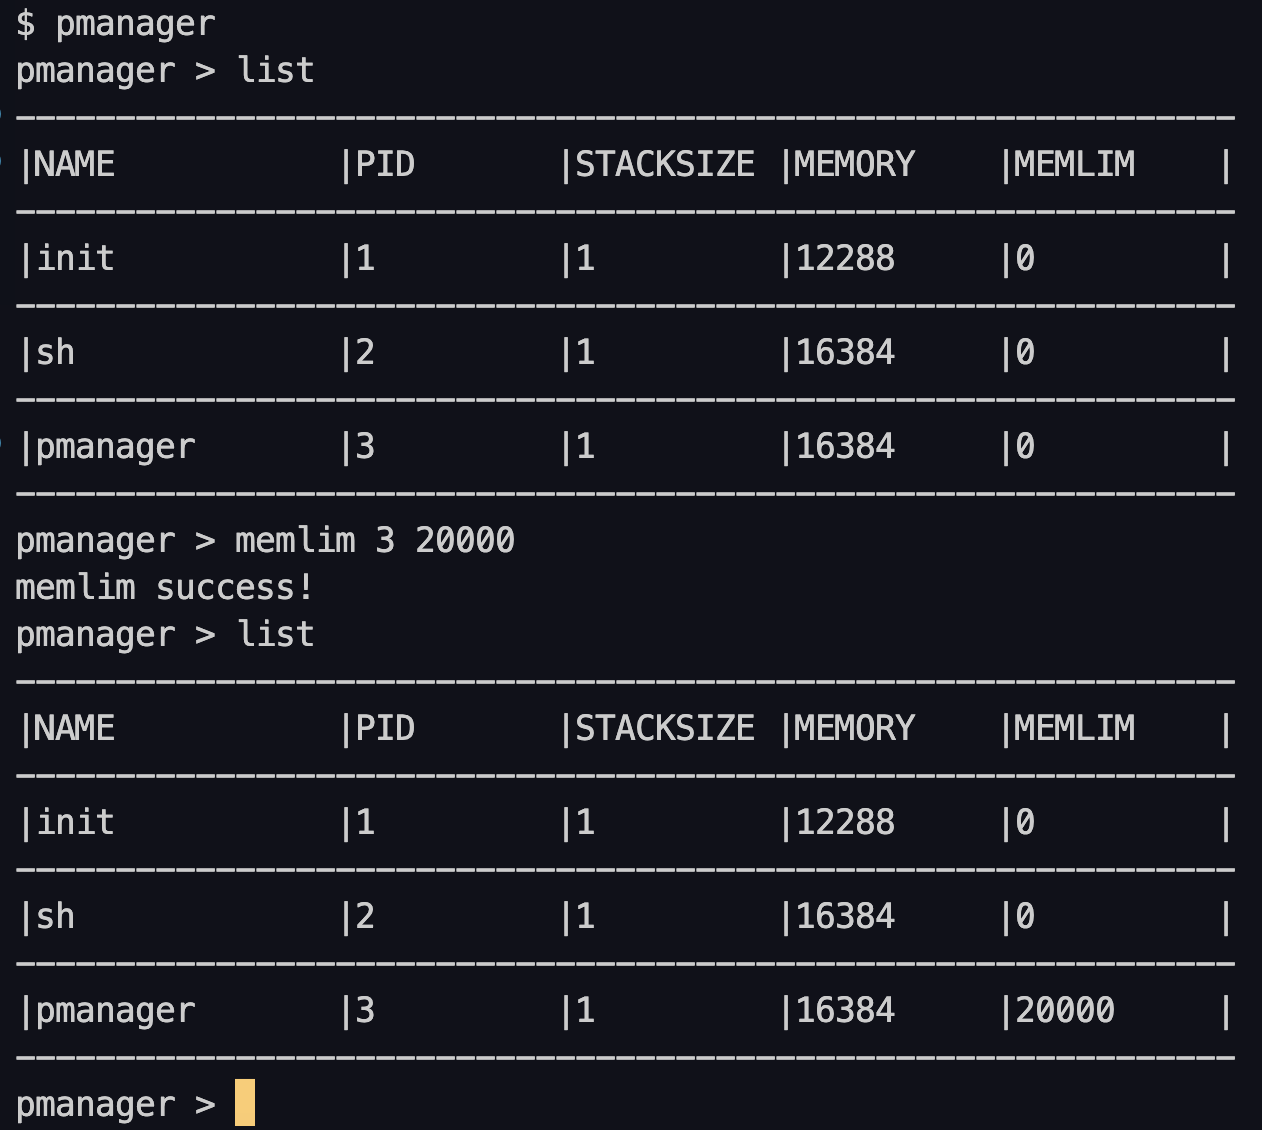 $ pmanager
pmanager > list
-------------------------------------------------------------
|NAME           |PID       |STACKSIZE |MEMORY    |MEMLIM    |
-------------------------------------------------------------
|init           |1         |1         |12288     |0         |
-------------------------------------------------------------
|sh             |2         |1         |16384     |0         |
-------------------------------------------------------------
|pmanager       |3         |1         |16384     |0         |
-------------------------------------------------------------
pmanager > memlim 3 20000
memlim success!
pmanager > list
-------------------------------------------------------------
|NAME           |PID       |STACKSIZE |MEMORY    |MEMLIM    |
-------------------------------------------------------------
|init           |1         |1         |12288     |0         |
-------------------------------------------------------------
|sh             |2         |1         |16384     |0         |
-------------------------------------------------------------
|pmanager       |3         |1         |16384     |20000     |
-------------------------------------------------------------
pmanager >